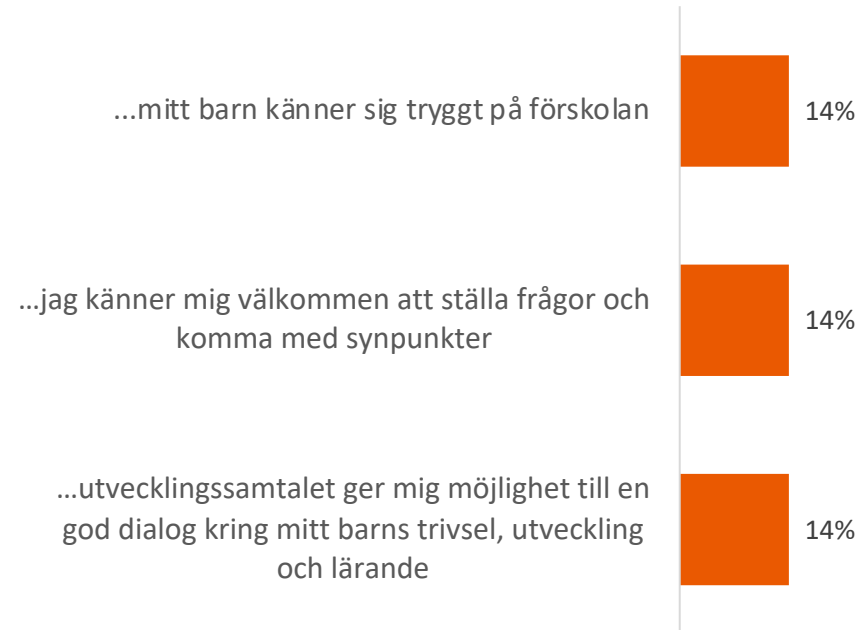 ...mitt barn känner sig tryggt på förskolan
14%
...jag känner mig välkommen att ställa frågor och
komma med synpunkter
14%
...utvecklingssamtalet ger mig möjlighet till en
god dialog kring mitt barns trivsel, utveckling
och lärande
14%